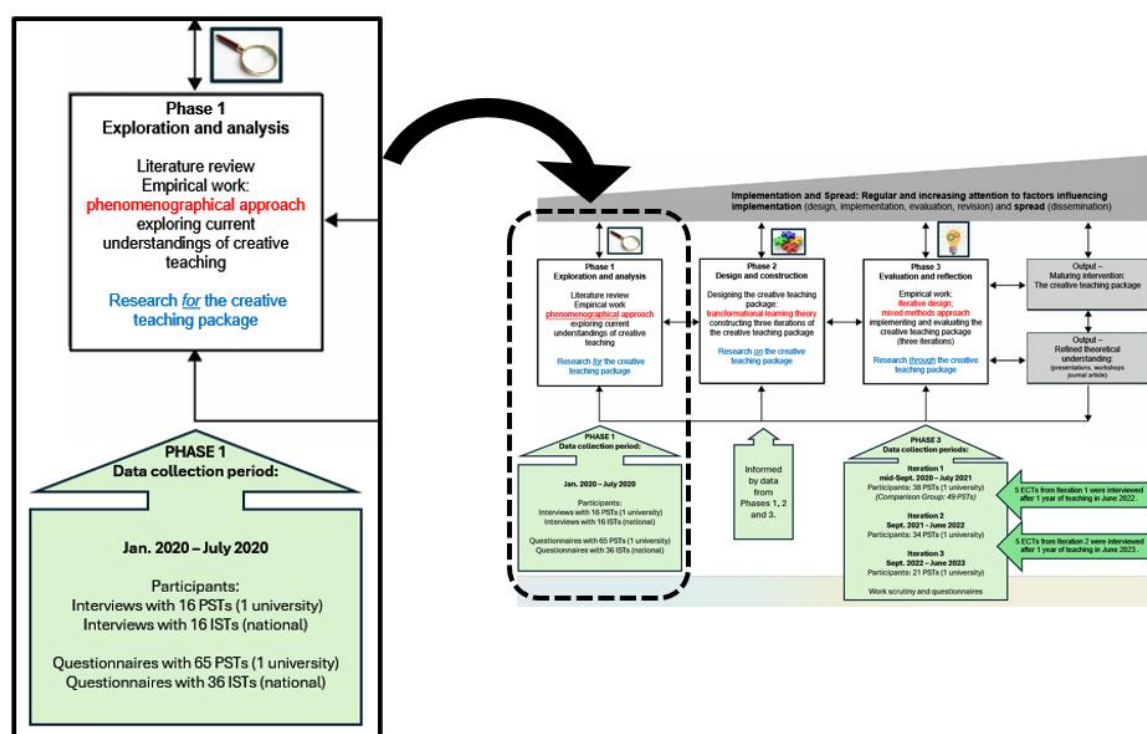 Phase 1
Exploration and analysis
Literature review
Empirical work:
phenomenographical approach
exploring current
understandings of creative
teaching
Research for the creative
teaching package
PHASE 1
Data collection period:
Jan. 2020 – July 2020
Participants:
Interviews with 16 PSTs (1 university)
Interviews with 16 ISTs (national)
Questionnaires with 65 PSTs (1 university)
Questionnaires with 36 ISTs (national)
Implementation and Spread: Regular and increasing attention to factors influencing
implementation (design, implementation, evaluation, revision) and spread (dissemination)
Phase 1
Exploration and analysis
Literature review
Empirical work:
phenomenographical approach
exploring current
understandings of creative
teaching
Research for the creative
teaching package
Phase 2
Design and construction
Designing the creative teaching
package:
transformational learning theory
constructing three iterations of
the creative teaching package
Research on the creative
teaching package
Phase 3
Evaluation and reflection
Empirical work:
iterative design;
mixed methods approach
implementing and evaluating the
creative teaching package
(three iterations)
Research through the creative
teaching package
Output –
Maturing intervention:
The creative teaching package
Output –
Refined theoretical
understanding:
(presentations, workshops
journal article)
PHASE 1
Data collection period:
Jan. 2020 – July 2020
Participants:
Interviews with 16 PSTs (1 university)
Interviews with 16 ISTs (national)
Questionnaires with 65 PSTs (1 university)
Questionnaires with 36 ISTs (national)
Informed
by data
from
Phases 1, 2
and 3.
PHASE 3
Data collection periods:
Iteration 1
mid-Sept. 2020 – July 2021
Participants: 38 PSTs (1 university)
(Comparison Group: 49 PSTs)
Iteration 2
Sept. 2021 - June 2022
Participants: 34 PSTs (1 university)
Iteration 3
Sept. 2022 – June 2023
Participants: 21 PSTs (1 university)
Work scrutiny and questionnaires
5 ECTs from Iteration 1 were interviewed
after 1 year of teaching in June 2022.
5 ECTs from Iteration 2 were interviewed
after 1 year of teaching in June 2023.